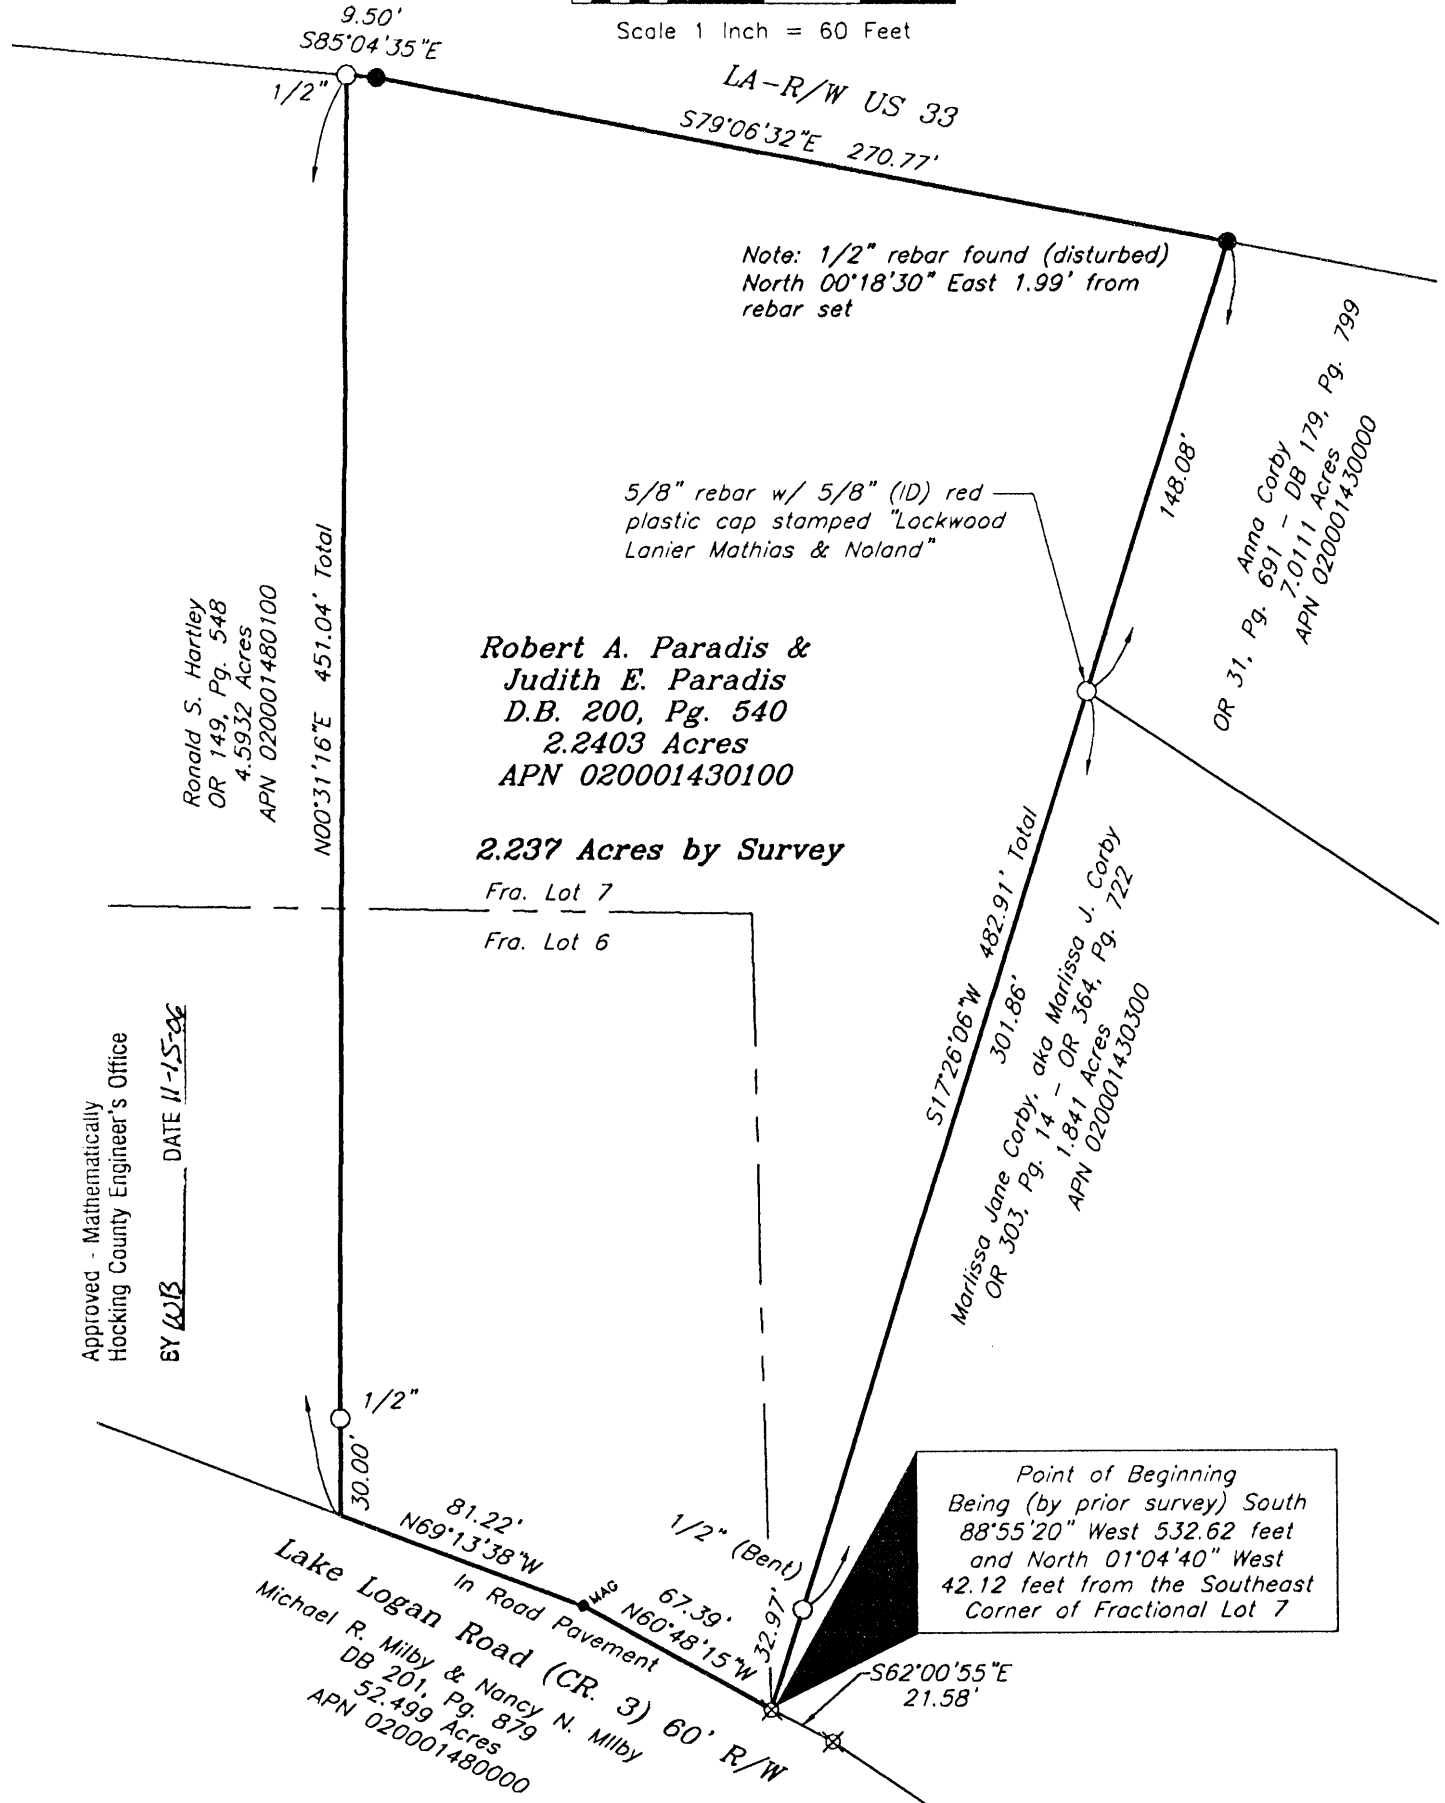 Scale 1 Inch = 60 Feet
9.50'
S85°04'35"E
1/2"
LA-R/W US 33
S79°06'32"E 270.77'
Note: 1/2" rebar found (disturbed)
North 00°18'30" East 1.99' from
rebar set
148.08'
Anna Corby
OR 31, Pg. 691 - DB 179, Pg. 799
7.0111 Acres
APN 020001430000
5/8" rebar w/ 5/8" (ID) red
plastic cap stamped "Lockwood
Lanier Mathias & Noland"
Ronald S. Hartley
OR 149, Pg. 548
4.5932 Acres
APN 020001480100
N00°31'16"E 451.04' Total
Robert A. Paradis &
Judith E. Paradis
D.B. 200, Pg. 540
2.2403 Acres
APN 020001430100
2.237 Acres by Survey
Fra. Lot 7
Fra. Lot 6
S17°26'06"W 482.91' Total
301.86'
Marlissa Jane Corby, aka Marlissa J. Corby
OR 303, Pg. 14 - OR 364, Pg. 722
1.841 Acres
APN 020001430300
Approved - Mathematically
Hocking County Engineer's Office
BY WB DATE 11-15-06
1/2"
30.00'
81.22'
N69°13'38"W
In Road Pavement
MAG
67.39'
N60°48'15"W
1/2" (Bent)
32.97'
Point of Beginning
Being (by prior survey) South
88°55'20" West 532.62 feet
and North 01°04'40" West
42.12 feet from the Southeast
Corner of Fractional Lot 7
S62°00'55"E
21.58'
Lake Logan Road (CR. 3) 60' R/W
Michael R. Milby & Nancy N. Milby
DB 201, Pg. 879
52.499 Acres
APN 020001480000